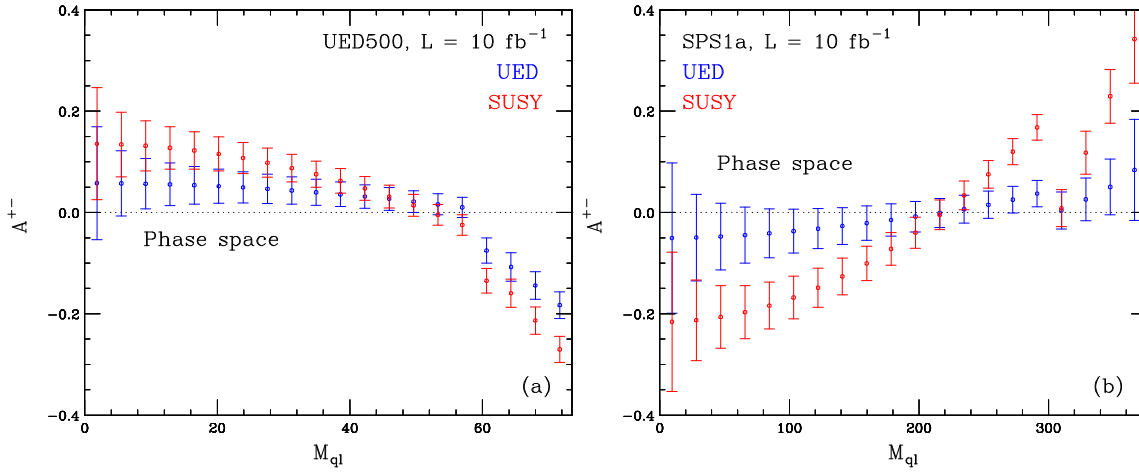 UED500, L = 10 fb⁻¹
UED
SUSY
Phase space
(a)
A⁺⁻
0.4
0.2
0.0
−0.2
−0.4
0
20
40
60
M_ql
SPS1a, L = 10 fb⁻¹
UED
SUSY
Phase space
(b)
A⁺⁻
0.4
0.2
0.0
−0.2
−0.4
0
100
200
300
M_ql